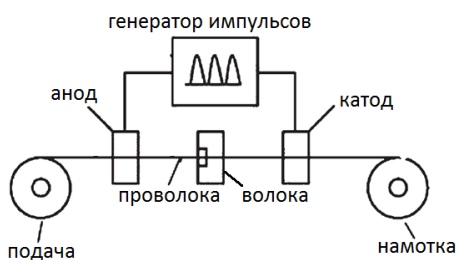 генератор импульсов
анод
катод
проволока
волока
подача
намотка